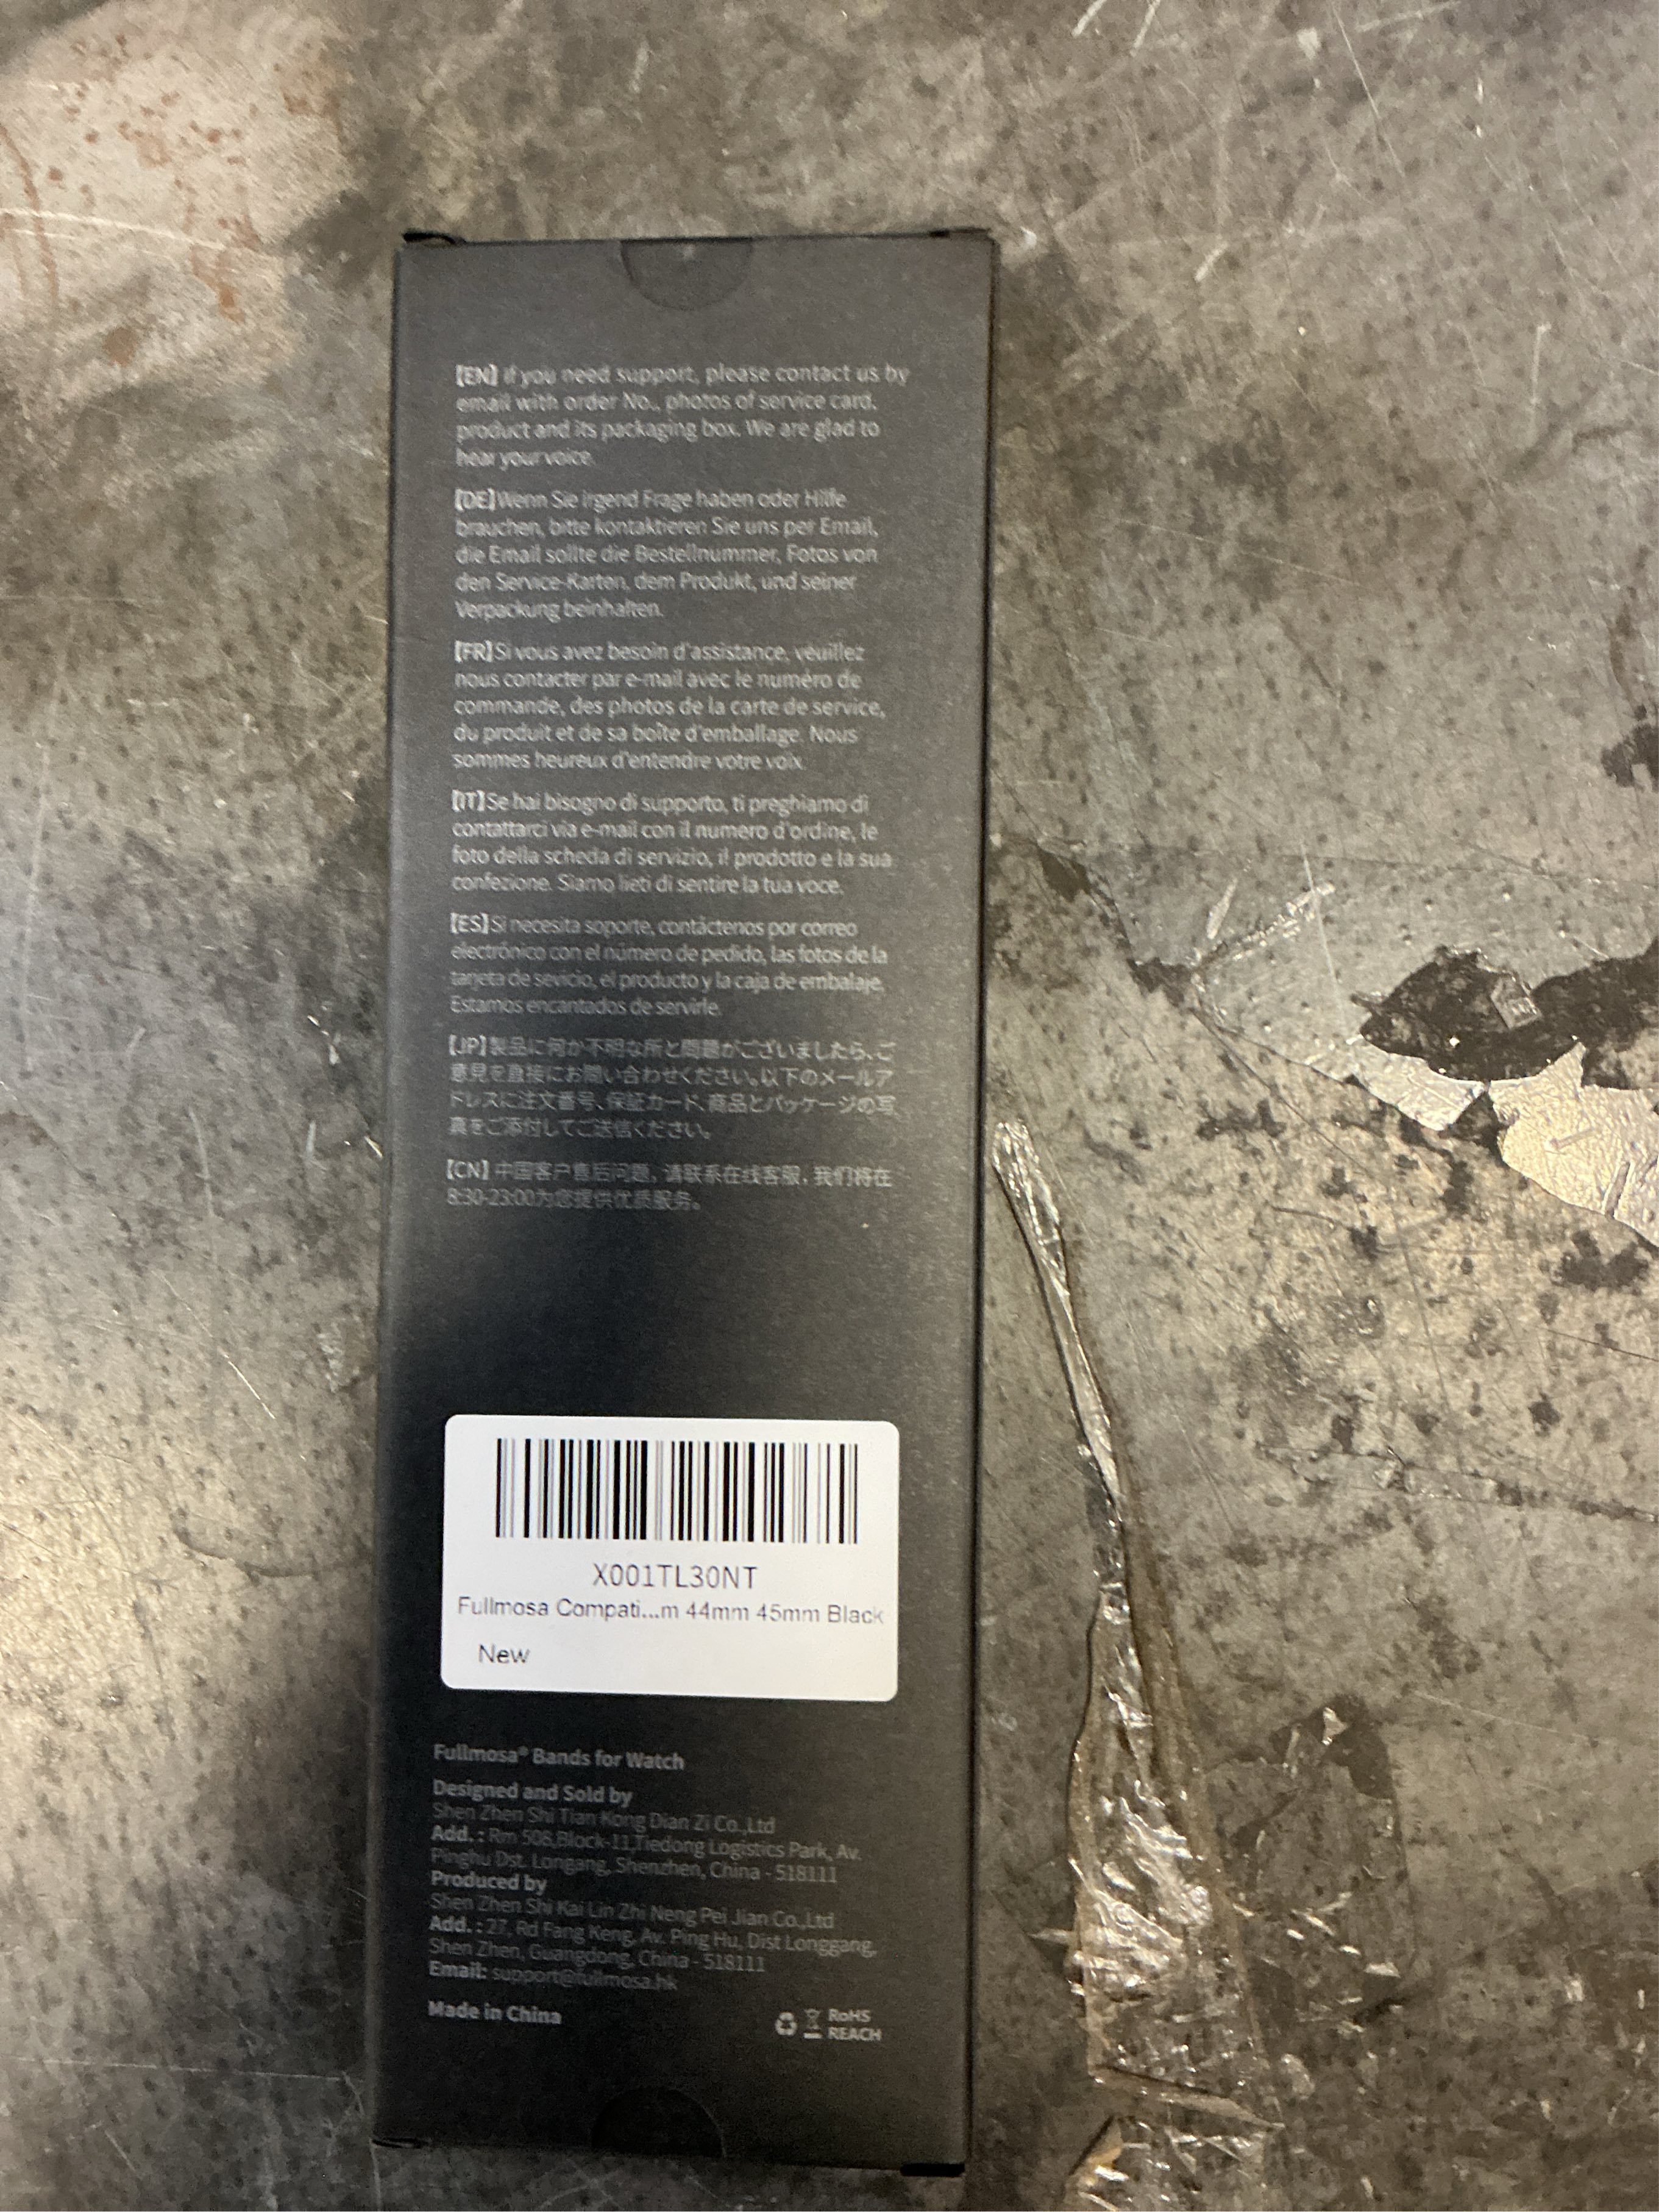 【EN】 If you need support, please contact us by
email with order No., photos of service card,
product and its packaging box. We are glad to
hear your voice.
【DE】Wenn Sie irgend Frage haben oder Hilfe
brauchen, bitte kontaktieren Sie uns per Email,
die Email sollte die Bestellnummer, Fotos von
den Service-Karten, dem Produkt, und seiner
Verpackung beinhalten.
【FR】Si vous avez besoin d'assistance, veuillez
nous contacter par e-mail avec le numéro de
commande, des photos de la carte de service,
du produit et de sa boîte d'emballage. Nous
sommes heureux d'entendre votre voix.
【IT】Se hai bisogno di supporto, ti preghiamo di
contattarci via e-mail con il numero d'ordine, le
foto della scheda di servizio, il prodotto e la sua
confezione. Siamo lieti di sentire la tua voce.
【ES】Si necesita soporte, contáctenos por correo
electrónico con el número de pedido, las fotos de la
tarjeta de sevicio, el producto y la caja de embalaje.
Estamos encantados de servirle.
【JP】製品に何か不明な所と問題がございましたら、ご
意見を直接にお問い合わせください。以下のメールア
ドレスに注文番号、保証カード、商品とパッケージの写
真をご添付してご送信ください。
【CN】 中国客户售后问题，请联系在线客服，我们将在
8:30-23:00为您提供优质服务。
X001TL30NT
Fullmosa Compati...m 44mm 45mm Black
New
Fullmosa® Bands for Watch
Designed and Sold by
Shen Zhen Shi Tian Kong Dian Zi Co.,Ltd
Add. : Rm 508,Block-11,Tiedong Logistics Park, Av.
Pinghu Dst. Longang, Shenzhen, China - 518111
Produced by
Shen Zhen Shi Kai Lin Zhi Neng Pei Jian Co.,Ltd
Add. : 27, Rd Fang Keng, Av. Ping Hu, Dist Longgang,
Shen Zhen, Guangdong, China - 518111
Email: support@fullmosa.hk
Made in China
RoHS
REACH